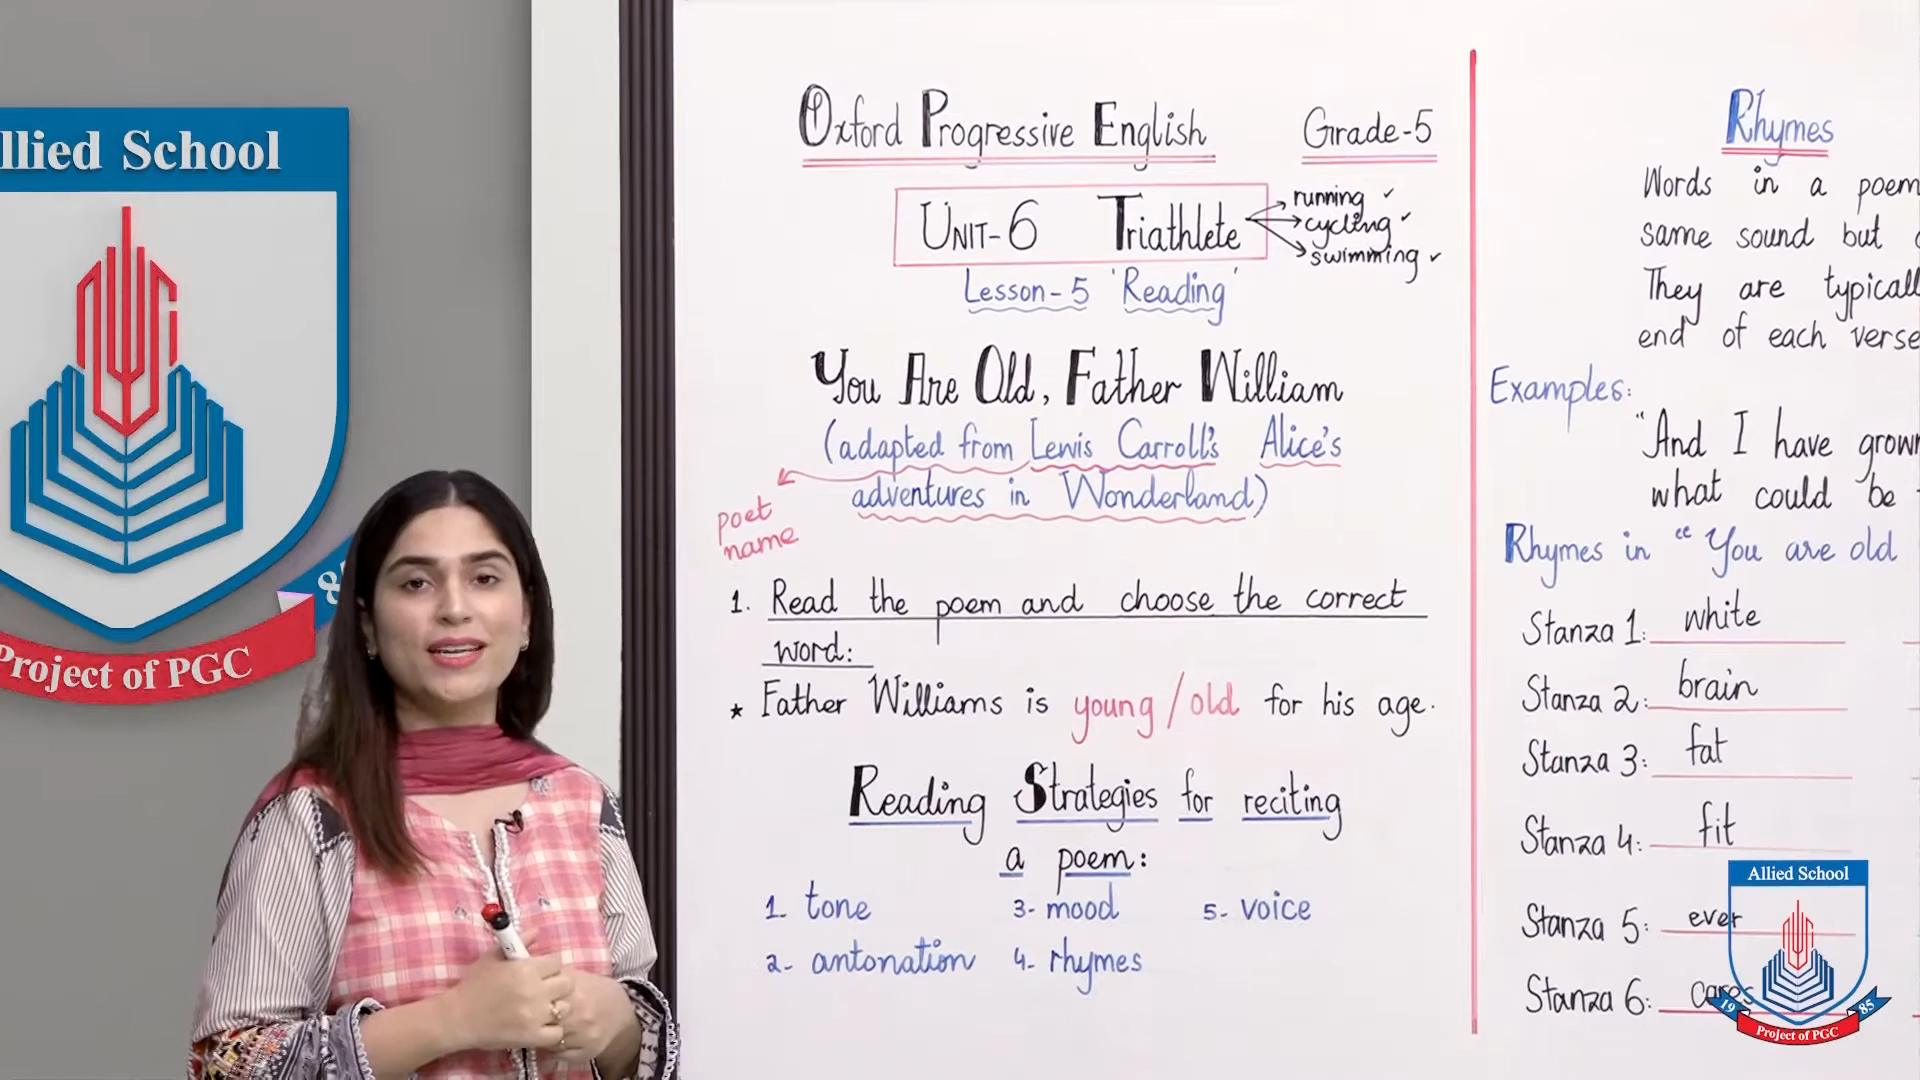 llied School
85
Project of PGC
Oxford Progressive English Grade-5
UNIT-6 Triathlete
running ✓
cycling ✓
swimming ✓
Lesson-5 'Reading'
You Are Old, Father William
(adapted from Lewis Carroll's Alice's
adventures in Wonderland)
poet
name
1. Read the poem and choose the correct
word:
★ Father Williams is young/old for his age.
Reading Strategies for reciting
a poem:
1. tone 3- mood 5- voice
2- antonation 4- rhymes
Rhymes
Words in a poem
same sound but
They are typicall
end of each verse
Examples:
"And I have grown
what could be
Rhymes in "You are old
Stanza 1: white
Stanza 2: brain
Stanza 3: fat
Stanza 4: fit
Stanza 5: ever
Stanza 6: cares
Allied School
19 85
Project of PGC